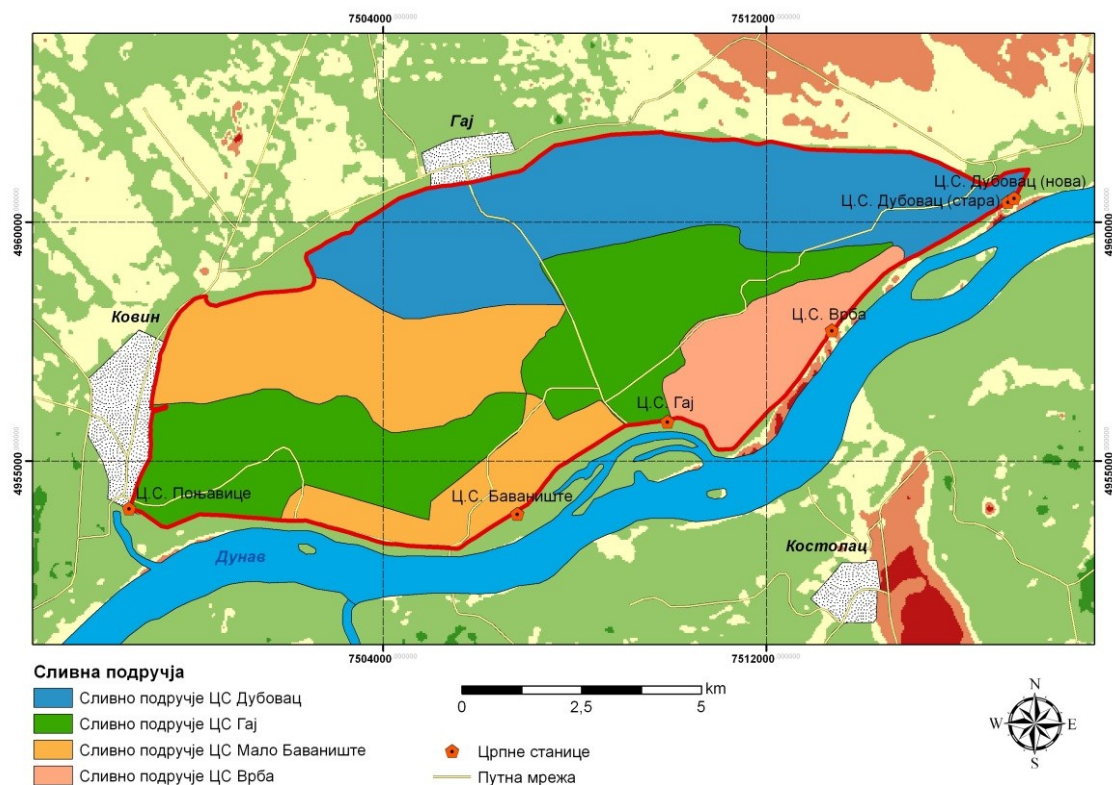 7504000
7512000
Гај
Ц.С. Дубовац (нова)
Ц.С. Дубовац (стара)
4960000
4960000
Ковин
Ц.С. Врба
Ц.С. Гај
4955000
4955000
Ц.С. Поњавице
Ц.С. Баваниште
Дунав
Костолац
7504000
7512000
Сливна подручја
Сливно подручје ЦС Дубовац
Сливно подручје ЦС Гај
Сливно подручје ЦС Мало Баваниште
Сливно подручје ЦС Врба
km
0 2,5 5
Црпне станице
Путна мрежа
N
W E
S